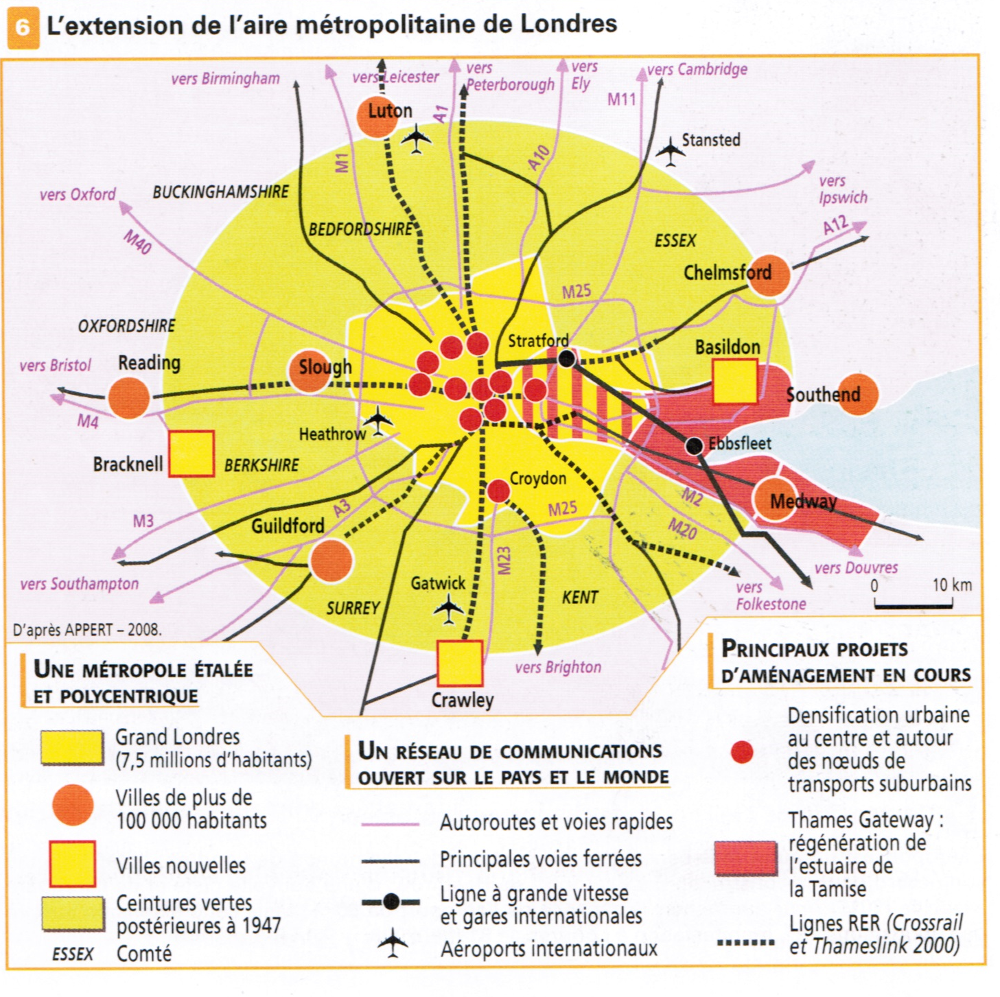 6 L'extension de l'aire métropolitaine de Londres
vers Birmingham
vers Leicester
vers
Peterborough
vers
Ely
vers Cambridge
M11
Luton
A1
Stansted
M1
A10
vers Oxford
BUCKINGHAMSHIRE
vers
Ipswich
A12
M40
BEDFORDSHIRE
ESSEX
Chelmsford
M25
OXFORDSHIRE
Stratford
Basildon
vers Bristol
Reading
Slough
Southend
M4
Heathrow
Ebbsfleet
Bracknell
BERKSHIRE
Croydon
M2
Medway
M3
A3
M25
Guildford
M20
M23
vers Southampton
Gatwick
KENT
vers Douvres
vers
Folkestone
0 10 km
SURREY
D'après APPERT – 2008.
vers Brighton
Crawley
UNE MÉTROPOLE ÉTALÉE
ET POLYCENTRIQUE
Grand Londres
(7,5 millions d'habitants)
Villes de plus de
100 000 habitants
Villes nouvelles
Ceintures vertes
postérieures à 1947
ESSEX Comté
UN RÉSEAU DE COMMUNICATIONS
OUVERT SUR LE PAYS ET LE MONDE
Autoroutes et voies rapides
Principales voies ferrées
Ligne à grande vitesse
et gares internationales
Aéroports internationaux
PRINCIPAUX PROJETS
D'AMÉNAGEMENT EN COURS
Densification urbaine
au centre et autour
des nœuds de
transports suburbains
Thames Gateway :
régénération de
l'estuaire de
la Tamise
Lignes RER (Crossrail
et Thameslink 2000)